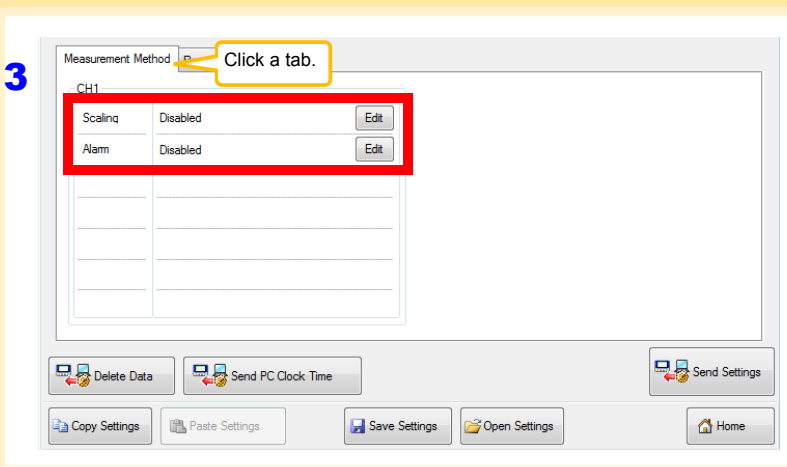 3
Measurement Method
Click a tab.
CH1
Scaling Disabled Edit
Alarm Disabled Edit
Delete Data Send PC Clock Time Send Settings
Copy Settings Paste Settings Save Settings Open Settings Home